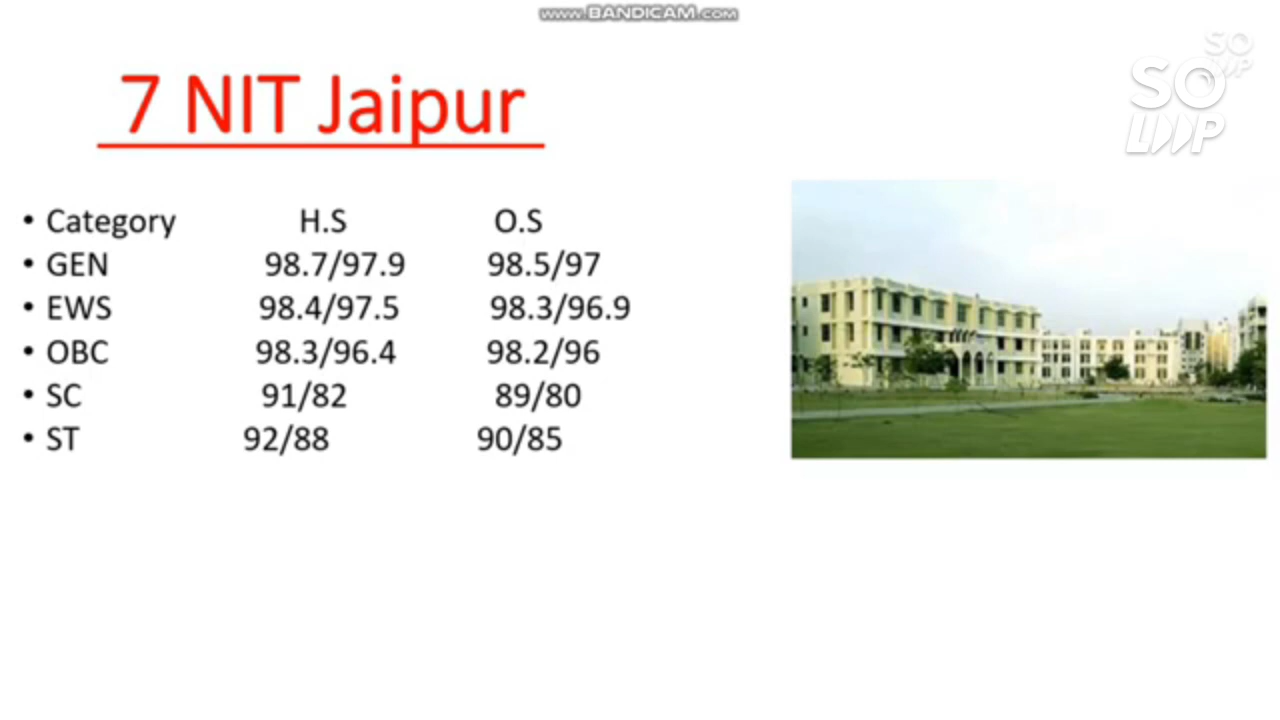 www.BANDICAM.com
SO
LOOP
7 NIT Jaipur
• Category H.S O.S
• GEN 98.7/97.9 98.5/97
• EWS 98.4/97.5 98.3/96.9
• OBC 98.3/96.4 98.2/96
• SC 91/82 89/80
• ST 92/88 90/85